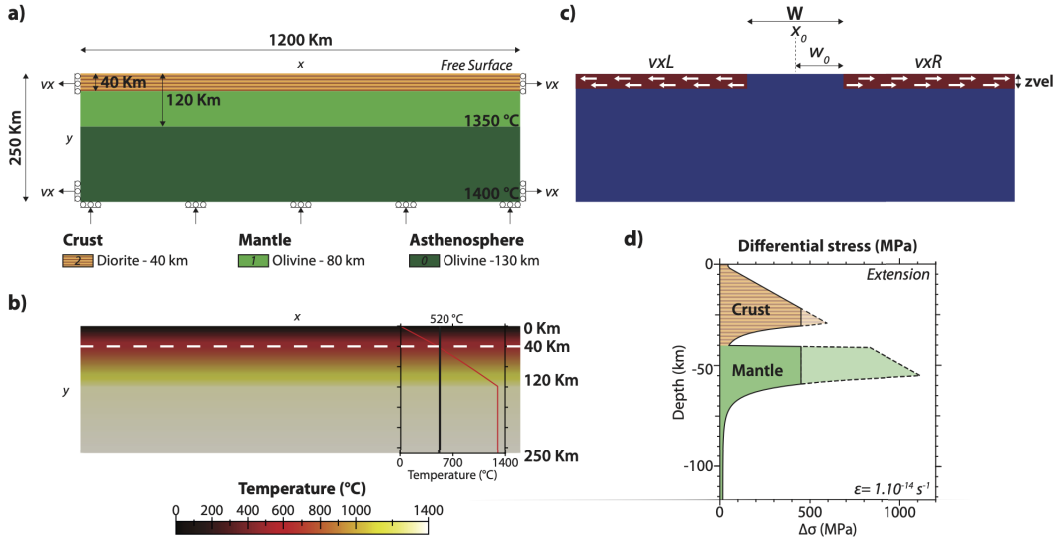 a)
1200 Km
x
Free Surface
vx
40 Km
vx
120 Km
250 Km
y
1350 °C
vx
1400 °C
vx
Crust
2 Diorite - 40 km
Mantle
1 Olivine - 80 km
Asthenosphere
0 Olivine -130 km
b)
x
520 °C
0 Km
40 Km
y
120 Km
250 Km
0 700 1400
Temperature (°C)
Temperature (°C)
0 200 400 600 800 1000 1200 1400
c)
W
x0
w0
vxL
vxR
zvel
d)
Differential stress (MPa)
Extension
0
Crust
-50
Mantle
Depth (km)
-100
ε= 1.10-14 s-1
0 500 1000
Δσ (MPa)